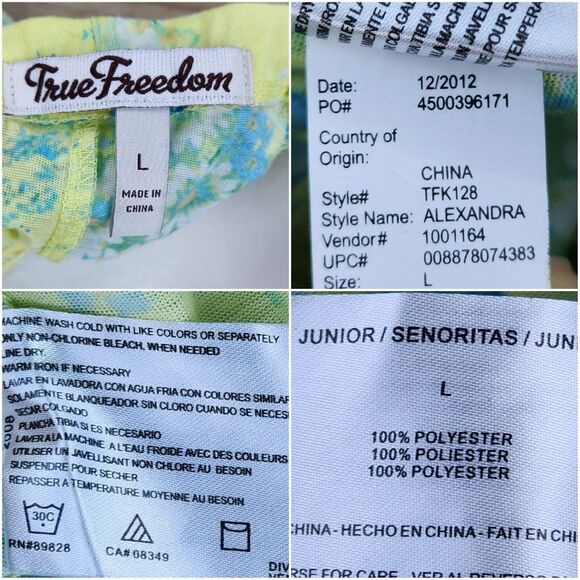 True Freedom
L
MADE IN
CHINA
Date: 12/2012
PO# 4500396171
Country of
Origin:
CHINA
Style# TFK128
Style Name: ALEXANDRA
Vendor# 1001164
UPC# 008878074383
Size: L
MACHINE WASH COLD WITH LIKE COLORS OR SEPARATELY
ONLY NON-CHLORINE BLEACH, WHEN NEEDED
LINE DRY.
WARM IRON IF NECESSARY
LAVAR EN LAVADORA CON AGUA FRIA CON COLORES SIMILAR
SOLAMENTE BLANQUEADOR SIN CLORO CUANDO SE NECES
SECAR COLGADO
PLANCHA TIBIA SI ES NECESARIO
LAVER A LA MACHINE A L'EAU FROIDE AVEC DES COULEURS
UTILISER UN JAVELLISANT NON CHLORE AU BESOIN
SUSPENDRE POUR SECHER
REPASSER A TEMPERATURE MOYENNE AU BESOIN
2008
30C
RN#89828
CA# 08349
JUNIOR / SENORITAS / JUN
L
100% POLYESTER
100% POLIESTER
100% POLYESTER
CHINA- HECHO EN CHINA - FAIT EN CHI